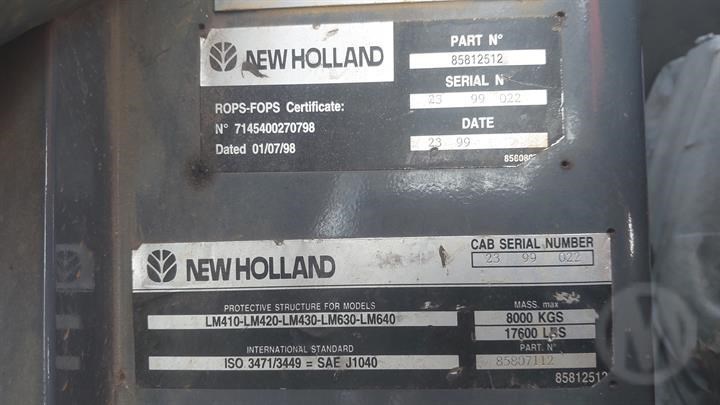 NEW HOLLAND
PART N°
85812512
SERIAL N
23 99 022
ROPS-FOPS Certificate:
N° 7145400270798
Dated 01/07/98
DATE
23 99
NEW HOLLAND
CAB SERIAL NUMBER
23 99 022
PROTECTIVE STRUCTURE FOR MODELS
LM410-LM420-LM430-LM630-LM640
MASS. max
8000 KGS
17600 LBS
INTERNATIONAL STANDARD
ISO 3471/3449 = SAE J1040
PART. N°
85807112
85812512